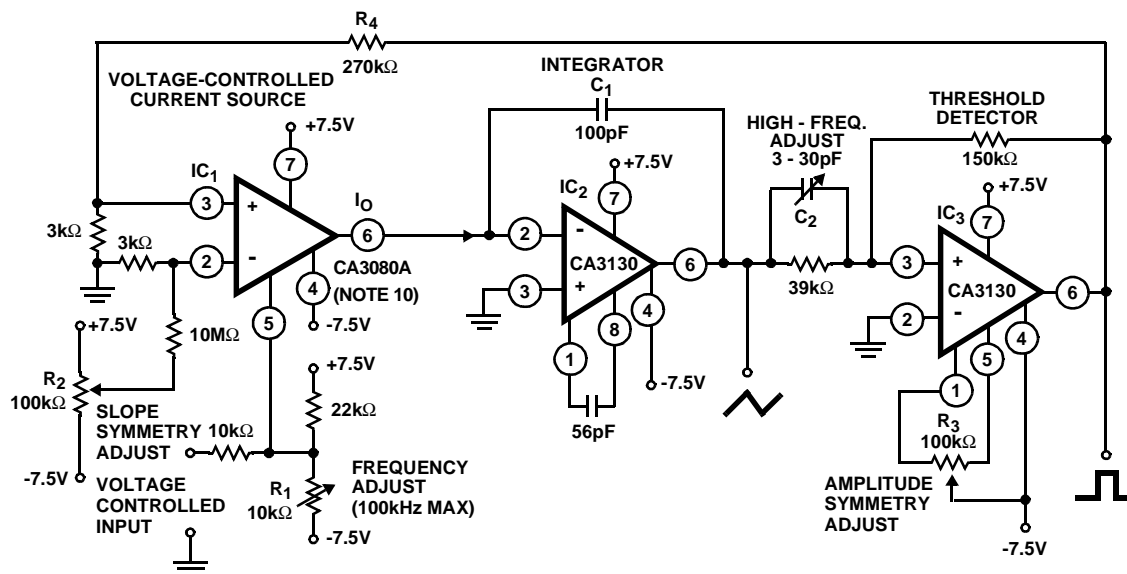 R4
270kΩ
VOLTAGE-CONTROLLED
CURRENT SOURCE
+7.5V
7
IC1
3
+
3kΩ
3kΩ
2
-
IO
6
CA3080A
(NOTE 10)
4
-7.5V
5
10MΩ
+7.5V
R2
100kΩ
SLOPE
SYMMETRY
ADJUST
-7.5V
VOLTAGE
CONTROLLED
INPUT
10kΩ
+7.5V
22kΩ
R1
10kΩ
FREQUENCY
ADJUST
(100kHz MAX)
-7.5V
INTEGRATOR
C1
100pF
+7.5V
IC2
7
2
-
CA3130
6
3
+
1
8
4
-7.5V
56pF
HIGH - FREQ.
ADJUST
3 - 30pF
C2
39kΩ
THRESHOLD
DETECTOR
150kΩ
+7.5V
IC3
7
3
+
CA3130
6
2
-
1
5
4
R3
100kΩ
AMPLITUDE
SYMMETRY
ADJUST
-7.5V